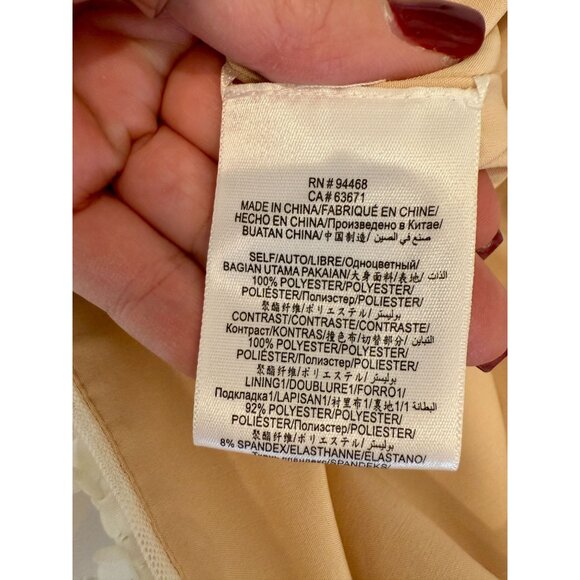 RN # 94468
CA # 63671
MADE IN CHINA/FABRIQUÉ EN CHINE/
HECHO EN CHINA/Произведено в Китае/
BUATAN CHINA/中国制造/ صنع في الصين
SELF/AUTO/LIBRE/Одноцветный/
BAGIAN UTAMA PAKAIAN/大身面料/表地/ الذات
100% POLYESTER/POLYESTER/
POLIÉSTER/Полиэстер/POLIESTER/
聚酯纤维/ポリエステル/ بوليستر
CONTRAST/CONTRASTE/CONTRASTE/
Контраст/KONTRAS/撞色布/切替部分/ التباين
100% POLYESTER/POLYESTER/
POLIÉSTER/Полиэстер/POLIESTER/
聚酯纤维/ポリエステル/ بوليستر
LINING1/DOUBLURE1/FORRO1/
Подкладка1/LAPISAN1/衬里布1/裏地1/ البطانة1
92% POLYESTER/POLYESTER/
POLIÉSTER/Полиэстер/POLIESTER/
聚酯纤维/ポリエステル/ بوليستر
8% SPANDEX/ELASTHANNE/ELASTANO/